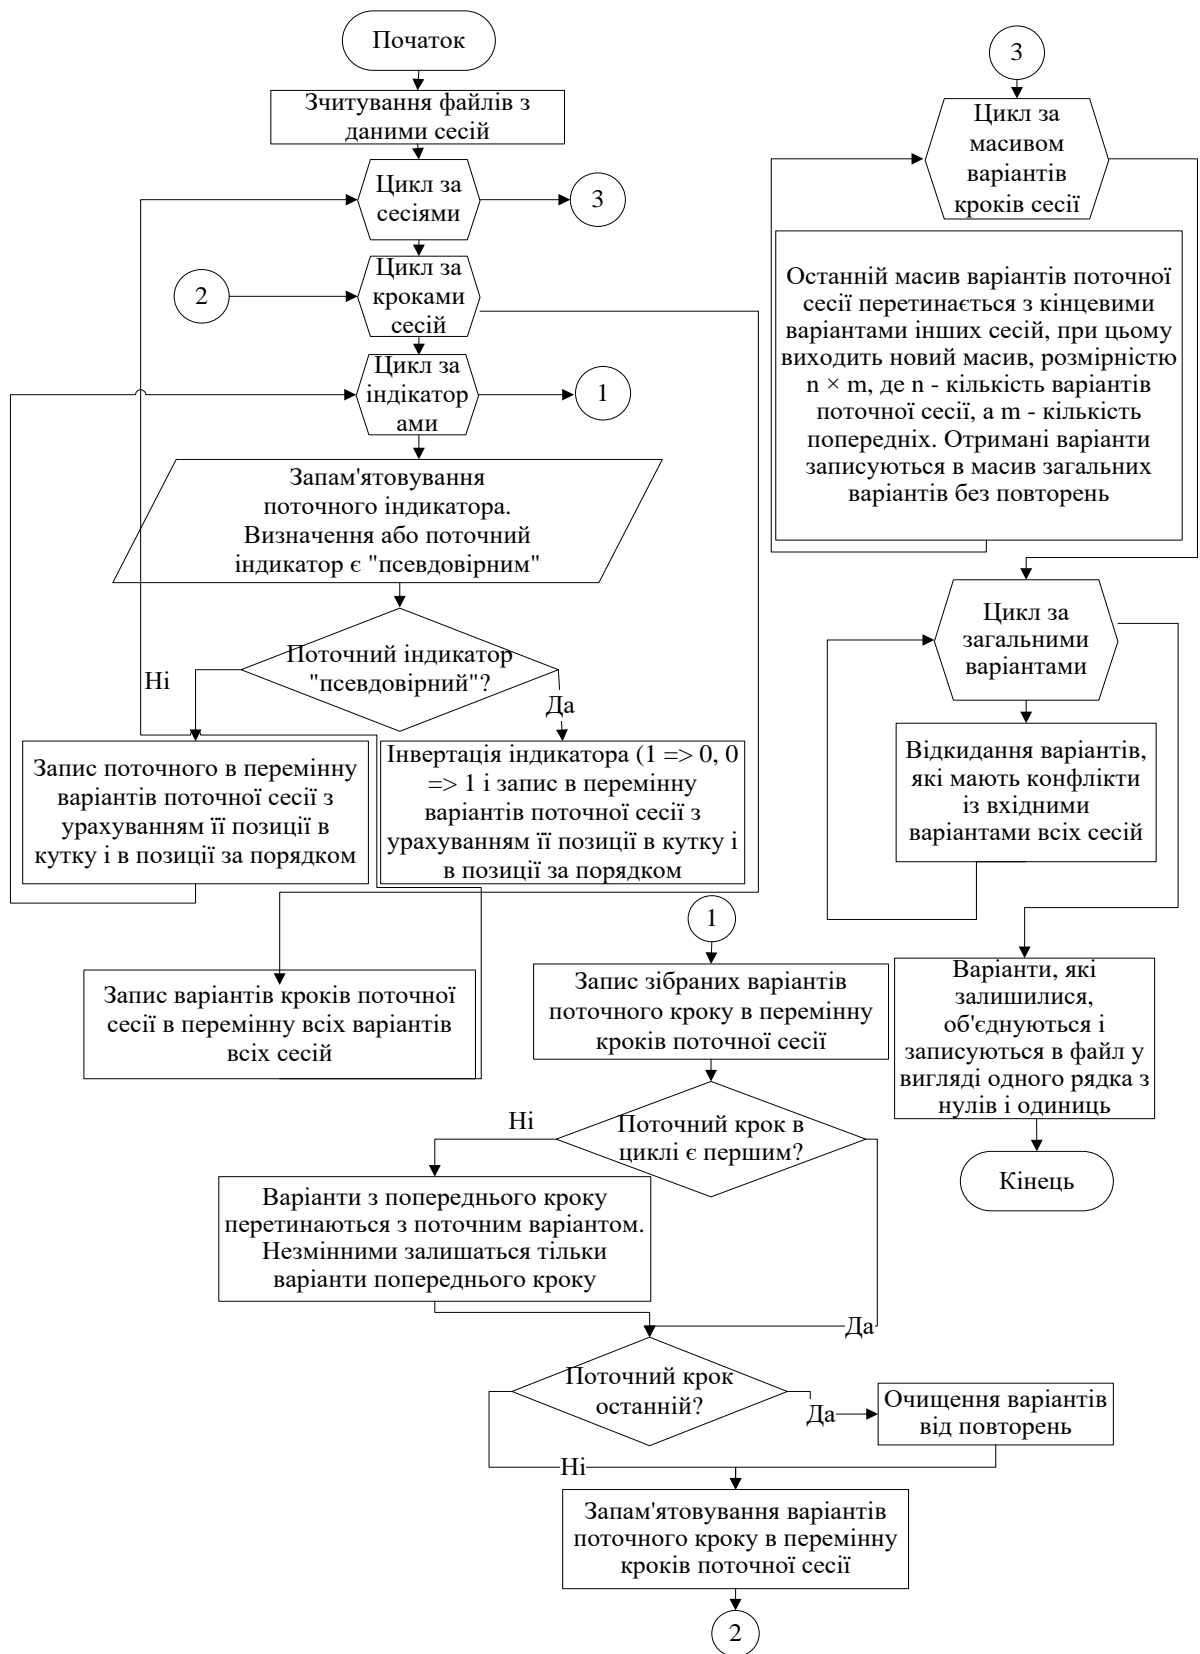 Початок
Зчитування файлів з
даними сесій
Цикл за
сесіями
3
2
Цикл за
кроками
сесій
Цикл за
індікатор
ами
1
Запам'ятовування
поточного індикатора.
Визначення або поточний
індикатор є "псевдовірним"
Поточний індикатор
"псевдовірний"?
Ні
Да
Запис поточного в перемінну
варіантів поточної сесії з
урахуванням її позиції в
кутку і в позиції за порядком
Інвертація індикатора (1 => 0, 0
=> 1 і запис в перемінну
варіантів поточної сесії з
урахуванням її позиції в кутку і
в позиції за порядком
Запис варіантів кроків поточної
сесії в перемінну всіх варіантів
всіх сесій
1
Запис зібраних варіантів
поточного кроку в перемінну
кроків поточної сесії
Поточний крок в
циклі є першим?
Ні
Варіанти з попереднього кроку
перетинаються з поточним варіантом.
Незмінними залишаться тільки
варіанти попереднього кроку
Да
Поточний крок
останній?
Да
Очищення варіантів
від повторень
Ні
Запам'ятовування варіантів
поточного кроку в перемінну
кроків поточної сесії
2
3
Цикл за
масивом
варіантів
кроків сесії
Останній масив варіантів поточної
сесії перетинається з кінцевими
варіантами інших сесій, при цьому
виходить новий масив, розмірністю
n × m, де n - кількість варіантів
поточної сесії, а m - кількість
попередніх. Отримані варіанти
записуються в масив загальних
варіантів без повторень
Цикл за
загальними
варіантами
Відкидання варіантів,
які мають конфлікти
із вхідними
варіантами всіх сесій
Варіанти, які
залишилися,
об'єднуються і
записуються в файл у
вигляді одного рядка з
нулів і одиниць
Кінець